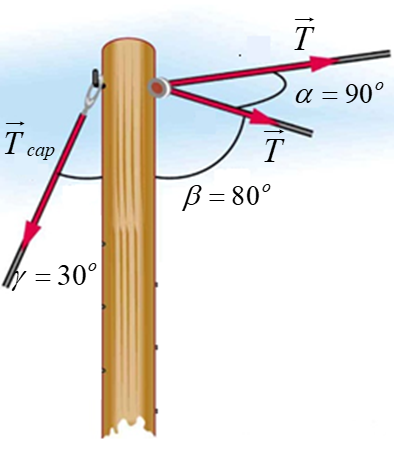 T⃗
α = 90°
T⃗
T⃗ cap
β = 80°
γ = 30°